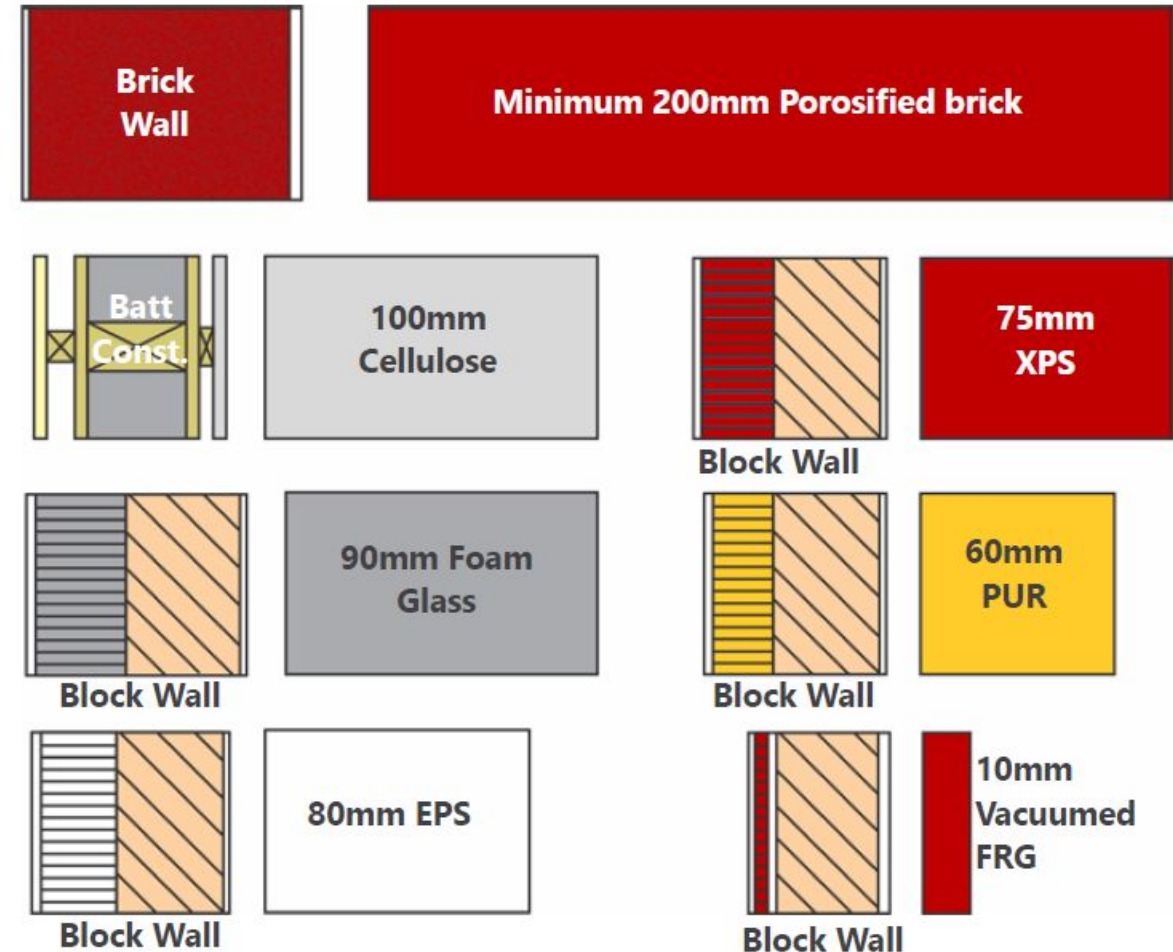 Brick
Wall
Minimum 200mm Porosified brick
Batt
Const.
100mm
Cellulose
Block Wall
75mm
XPS
Block Wall
90mm Foam
Glass
Block Wall
60mm
PUR
Block Wall
80mm EPS
Block Wall
10mm
Vacuumed
FRG